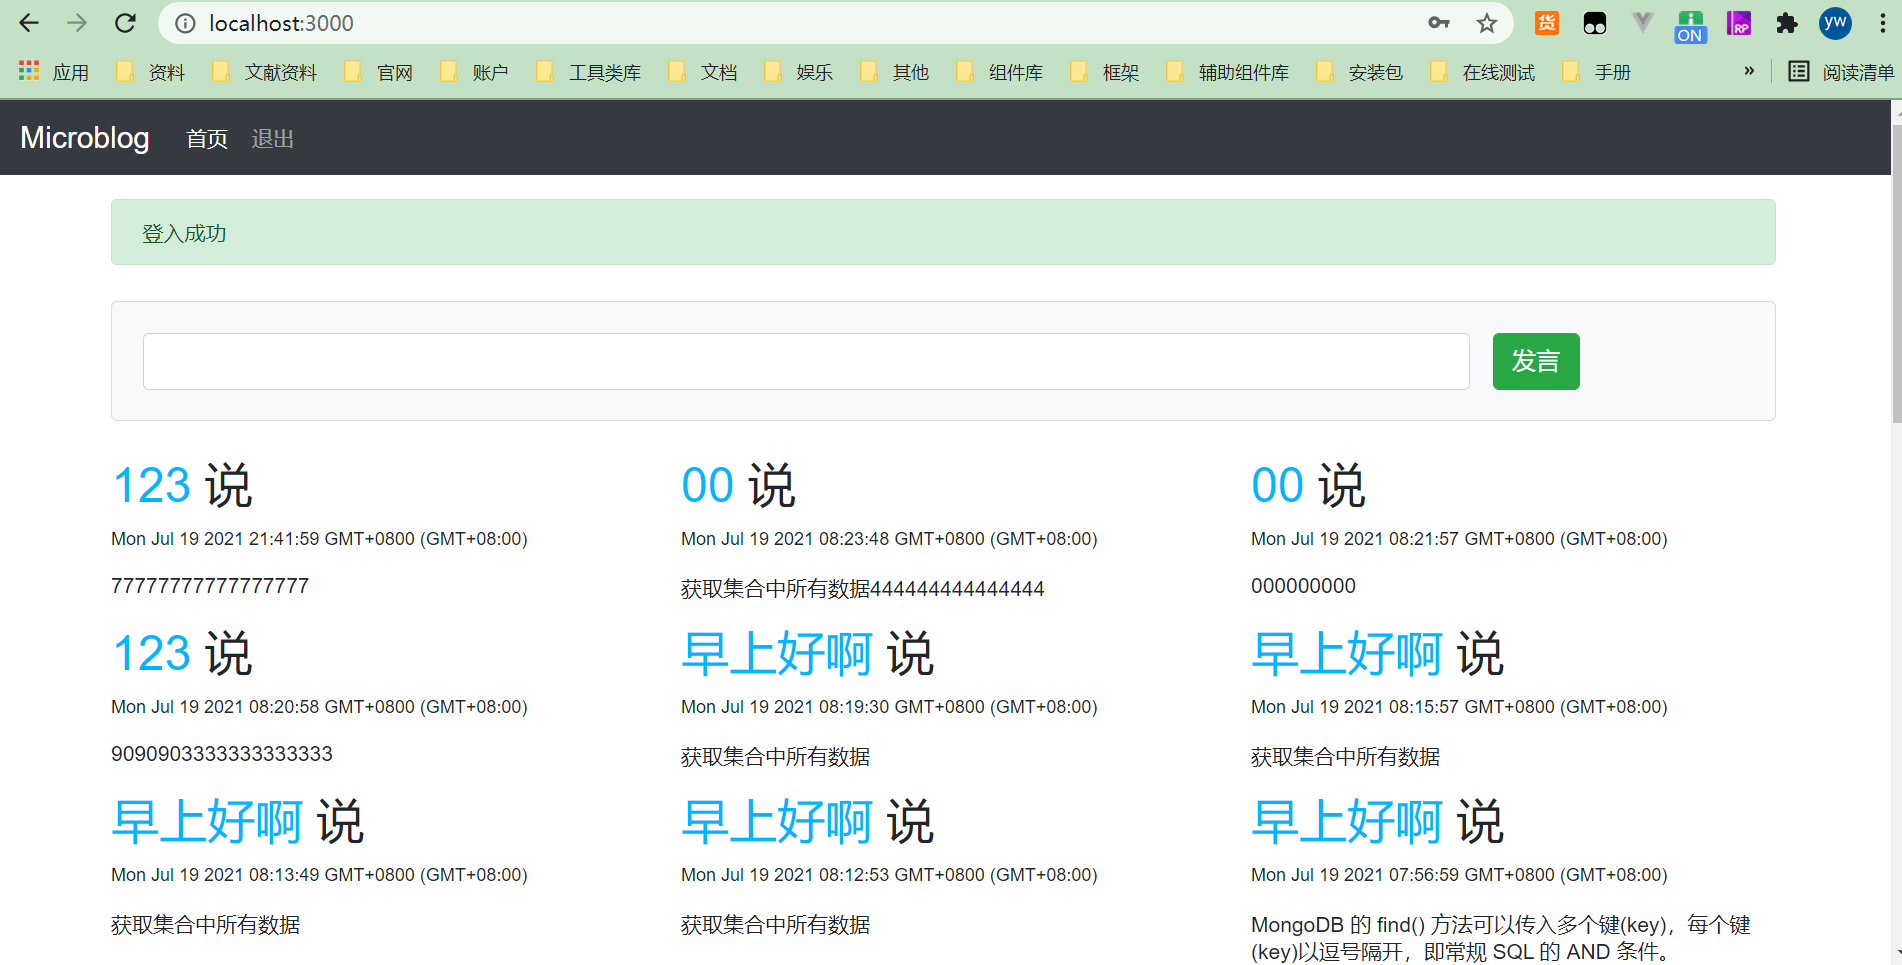 localhost:3000
货
ON
RP
yw
应用 资料 文献资料 官网 账户 工具类库 文档 娱乐 其他 组件库 框架 辅助组件库 安装包 在线测试 手册 » 阅读清单
Microblog 首页 退出
登入成功
发言
123 说
Mon Jul 19 2021 21:41:59 GMT+0800 (GMT+08:00)
77777777777777777
00 说
Mon Jul 19 2021 08:23:48 GMT+0800 (GMT+08:00)
获取集合中所有数据444444444444444
00 说
Mon Jul 19 2021 08:21:57 GMT+0800 (GMT+08:00)
000000000
123 说
Mon Jul 19 2021 08:20:58 GMT+0800 (GMT+08:00)
9090903333333333333
早上好啊 说
Mon Jul 19 2021 08:19:30 GMT+0800 (GMT+08:00)
获取集合中所有数据
早上好啊 说
Mon Jul 19 2021 08:15:57 GMT+0800 (GMT+08:00)
获取集合中所有数据
早上好啊 说
Mon Jul 19 2021 08:13:49 GMT+0800 (GMT+08:00)
获取集合中所有数据
早上好啊 说
Mon Jul 19 2021 08:12:53 GMT+0800 (GMT+08:00)
获取集合中所有数据
早上好啊 说
Mon Jul 19 2021 07:56:59 GMT+0800 (GMT+08:00)
MongoDB 的 find() 方法可以传入多个键(key)，每个键
(key)以逗号隔开，即常规 SQL 的 AND 条件。